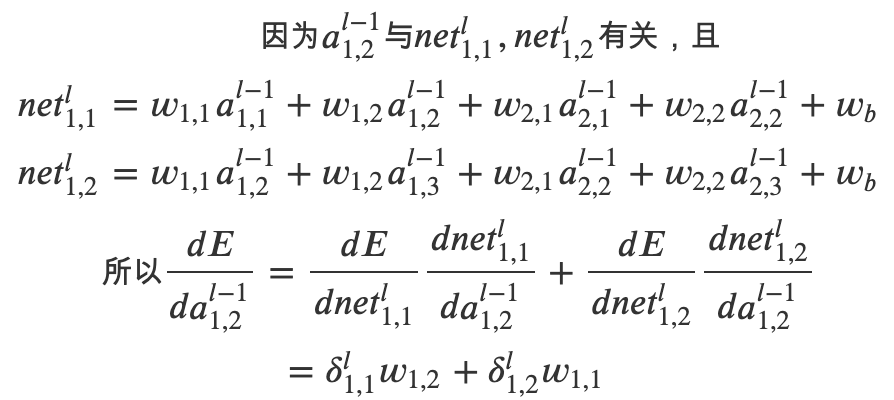 因为$a_{1,2}^{l-1}$与$net_{1,1}^{l}, net_{1,2}^{l}$有关，且
$net_{1,1}^{l} = w_{1,1}a_{1,1}^{l-1} + w_{1,2}a_{1,2}^{l-1} + w_{2,1}a_{2,1}^{l-1} + w_{2,2}a_{2,2}^{l-1} + w_b$
$net_{1,2}^{l} = w_{1,1}a_{1,2}^{l-1} + w_{1,2}a_{1,3}^{l-1} + w_{2,1}a_{2,2}^{l-1} + w_{2,2}a_{2,3}^{l-1} + w_b$
所以$\frac{dE}{da_{1,2}^{l-1}} = \frac{dE}{dnet_{1,1}^{l}} \frac{dnet_{1,1}^{l}}{da_{1,2}^{l-1}} + \frac{dE}{dnet_{1,2}^{l}} \frac{dnet_{1,2}^{l}}{da_{1,2}^{l-1}}$
$= \delta_{1,1}^{l}w_{1,2} + \delta_{1,2}^{l}w_{1,1}$